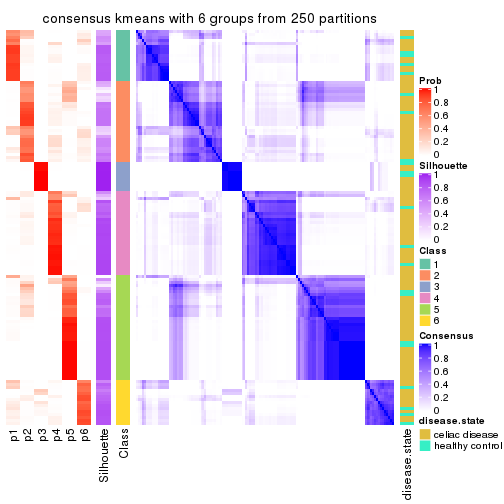 consensus kmeans with 6 groups from 250 partitions
Prob
1
0.8
0.6
0.4
0.2
0
Silhouette
1
0.8
0.6
0.4
0.2
0
Class
1
2
3
4
5
6
Consensus
1
0.8
0.6
0.4
0.2
0
disease.state
celiac disease
healthy control
p1
p2
p3
p4
p5
p6
Silhouette
Class
disease.state